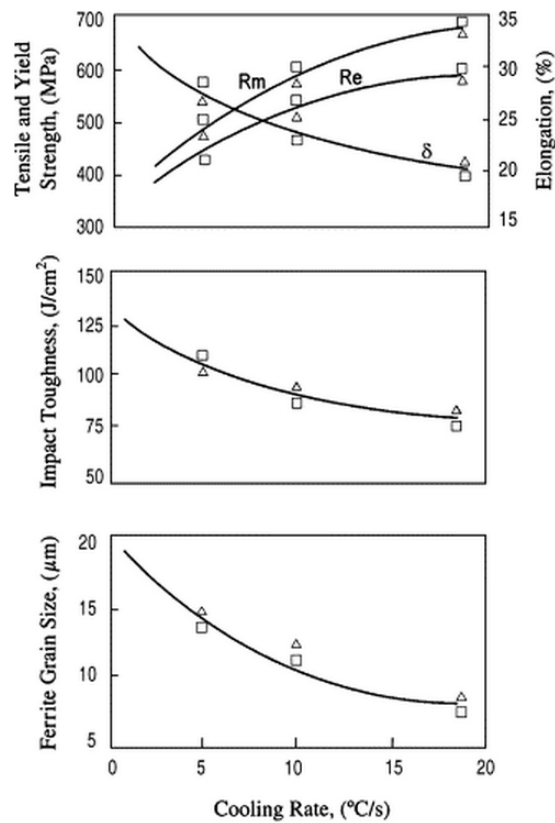 Tensile and Yield
Strength, (MPa)
700
600
500
400
300
Rm
Re
δ
35
30
25
20
15
Elongation, (%)
Impact Toughness, (J/cm²)
150
125
100
75
50
Ferrite Grain Size, (μm)
20
15
10
5
0
5
10
15
20
Cooling Rate, (ºC/s)